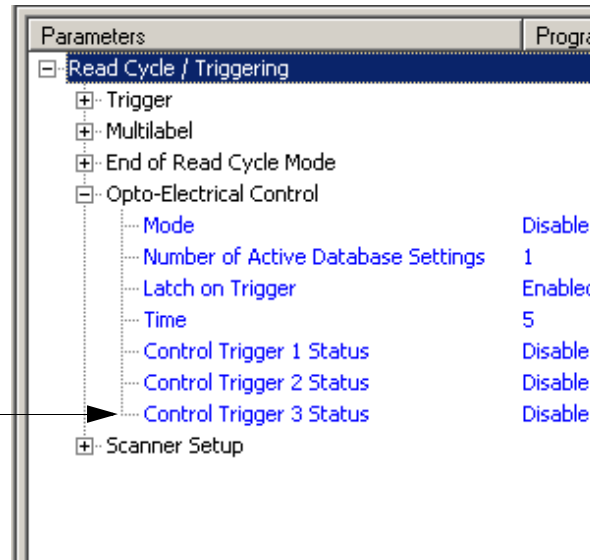 Parameters Progra
Read Cycle / Triggering
Trigger
Multilabel
End of Read Cycle Mode
Opto-Electrical Control
Mode Disable
Number of Active Database Settings 1
Latch on Trigger Enabled
Time 5
Control Trigger 1 Status Disable
Control Trigger 2 Status Disable
Control Trigger 3 Status Disable
Scanner Setup